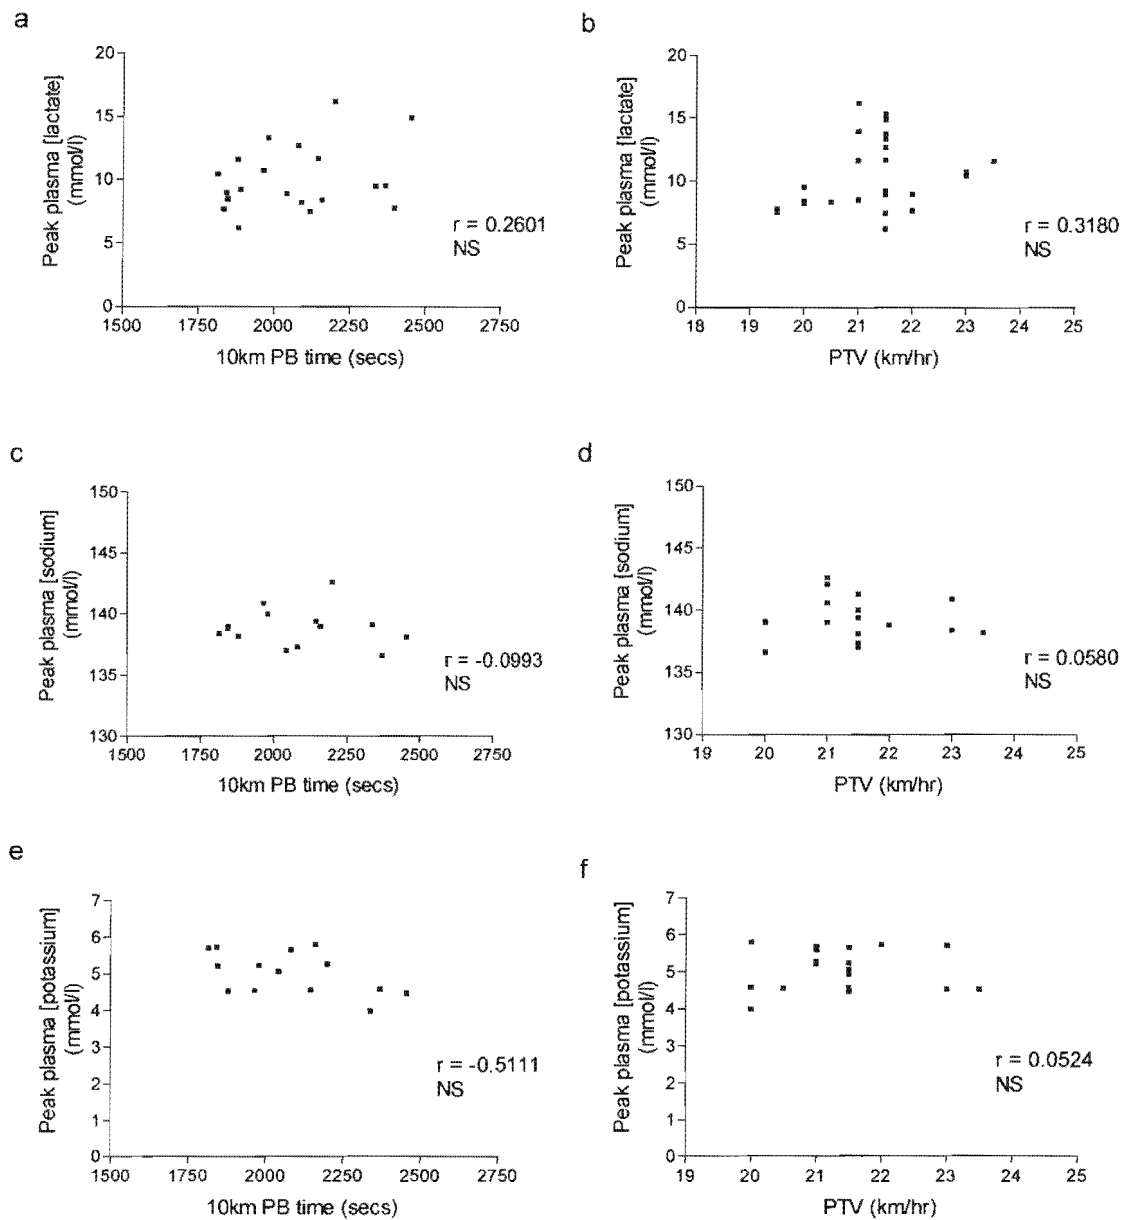 a
20
15
10
5
0
Peak plasma [lactate]
(mmol/l)
r = 0.2601
NS
1500 1750 2000 2250 2500 2750
10km PB time (secs)
b
20
15
10
5
0
Peak plasma [lactate]
(mmol/l)
r = 0.3180
NS
18 19 20 21 22 23 24 25
PTV (km/hr)
c
150
145
140
135
130
Peak plasma [sodium]
(mmol/l)
r = -0.0993
NS
1500 1750 2000 2250 2500 2750
10km PB time (secs)
d
150
145
140
135
130
Peak plasma [sodium]
(mmol/l)
r = 0.0580
NS
19 20 21 22 23 24 25
PTV (km/hr)
e
7
6
5
4
3
2
1
0
Peak plasma [potassium]
(mmol/l)
r = -0.5111
NS
1500 1750 2000 2250 2500 2750
10km PB time (secs)
f
7
6
5
4
3
2
1
0
Peak plasma [potassium]
(mmol/l)
r = 0.0524
NS
19 20 21 22 23 24 25
PTV (km/hr)